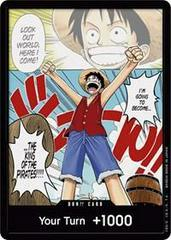 LOOK
OUT
WORLD,
HERE I
COME!
I'M
GOING
TO
BECOME...
...THE
KING
OF THE
PIRATES!!!!!
DON!! CARD
Your Turn +1000